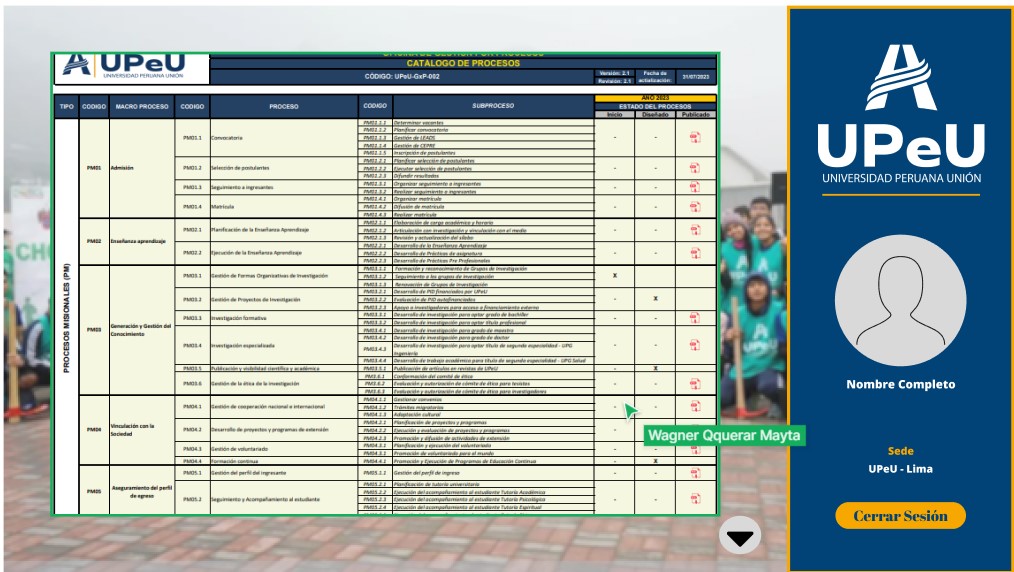 UPeU
UNIVERSIDAD PERUANA UNIÓN
OFICINA DE GESTIÓN POR PROCESOS
CATÁLOGO DE PROCESOS
CÓDIGO: UPeU-GxP-002
Versión: 2.1
Revisión: 2.1
Fecha de actialización:
31/07/2023
AÑO 2023
TIPO CODIGO MACRO PROCESO CODIGO PROCESO CODIGO SUBPROCESO ESTADO DEL PROCESOS
Inicio Diseñado Publicado
PROCESOS MISIONALES (PM)
PM01 Admisión
PM01.1 Convocatoria - -
PM01.1.1 Determinar vacantes
PM01.1.2 Planificar convocatoria
PM01.1.3 Gestión de LEADS
PM01.1.4 Gestión de CEPRE
PM01.1.5 Inscripción de postulantes
PM01.2 Selección de postulantes - -
PM01.2.1 Planificar selección de postulantes
PM01.2.2 Ejecutar selección de postulantes
PM01.2.3 Difundir resultados
PM01.3 Seguimiento a ingresantes - -
PM01.3.1 Organizar seguimiento a ingresantes
PM01.3.2 Realizar seguimiento a ingresantes
PM01.4 Matrícula - -
PM01.4.1 Organizar matrícula
PM01.4.2 Difusión de matrícula
PM01.4.3 Realizar matrícula
PM02 Enseñanza aprendizaje
PM02.1 Planificación de la Enseñanza Aprendizaje - -
PM02.1.1 Elaboración de carga académica y horario
PM02.1.2 Articulación con investigación y vinculación con el medio
PM02.1.3 Revisión y actualización del sílabo
PM02.2 Ejecución de la Enseñanza Aprendizaje - -
PM02.2.1 Desarrollo de la Enseñanza Aprendizaje
PM02.2.2 Desarrollo de Prácticas de asignatura
PM02.2.3 Desarrollo de Prácticas Pre Profesionales
PM03 Generación y Gestión del Conocimiento
PM03.1 Gestión de Formas Organizativas de Investigación X
PM03.1.1 Formación y reconocimiento de Grupos de Investigación
PM03.1.2 Seguimiento a los grupos de investigación
PM03.1.3 Renovación de Grupos de Investigación
PM03.2 Gestión de Proyectos de Investigación - X
PM03.2.1 Desarrollo de PID financiados por UPeU
PM03.2.2 Evaluación de PID autofinanciados
PM03.2.3 Apoyo a investigadores para acceso a financiamiento externo
PM03.3 Investigación formativa - -
PM03.3.1 Desarrollo de investigación para optar grado de bachiller
PM03.3.2 Desarrollo de investigación para optar título profesional
PM03.4 Investigación especializada - -
PM03.4.1 Desarrollo de investigación para grado de maestro
PM03.4.2 Desarrollo de investigación para grado de doctor
PM03.4.3 Desarrollo de investigación para optar título de segunda especialidad - UPG Ingeniería
PM03.4.4 Desarrollo de trabajo académico para título de segunda especialidad - UPG Salud
PM03.5 Publicación y visibilidad científica y académica PM03.5.1 Publicación de artículos en revistas de UPeU - X
PM03.6 Gestión de la ética de la investigación - -
PM3.6.1 Conformación del comité de ética
PM3.6.2 Evaluación y autorización de cómite de ética para tesistas
PM3.6.3 Evaluación y autorización de cómite de ética para investigadores
PM04 Vinculación con la Sociedad
PM04.1 Gestión de cooperación nacional e internacional - -
PM04.1.1 Gestionar convenios
PM04.1.2 Trámites migratorios
PM04.1.3 Adaptación cultural
PM04.2 Desarrollo de proyectos y programas de extensión -
PM04.2.1 Planificación de proyectos y programas
PM04.2.2 Ejecución y evaluación de proyectos y programas
PM04.2.3 Promoción y difusión de actividades de extensión
PM04.3 Gestión de voluntariado - -
PM04.3.1 Planificación y ejecución del voluntariado
PM04.3.1 Promoción de voluntariado para el mundo
PM04.4 Formación continua PM04.4.1 Promoción y Ejecución de Programas de Educación Continua - X
PM05 Aseguramiento del perfil de egreso
PM05.1 Gestión del perfil del ingresante PM05.1.1 Gestión del perfil de ingreso - -
PM05.2 Seguimiento y Acompañamiento al estudiante - -
PM05.2.1 Planificación de tutoría universitaria
PM05.2.2 Ejecución del acompañamiento al estudiante Tutoría Académica
PM05.2.3 Ejecución del acompañamiento al estudiante Tutoría Psicológica
PM05.2.4 Ejecución del acompañamiento al estudiante Tutoría Espiritual
Wagner Qquerar Mayta
UPeU
UNIVERSIDAD PERUANA UNIÓN
Nombre Completo
Sede
UPeU - Lima
Cerrar Sesión